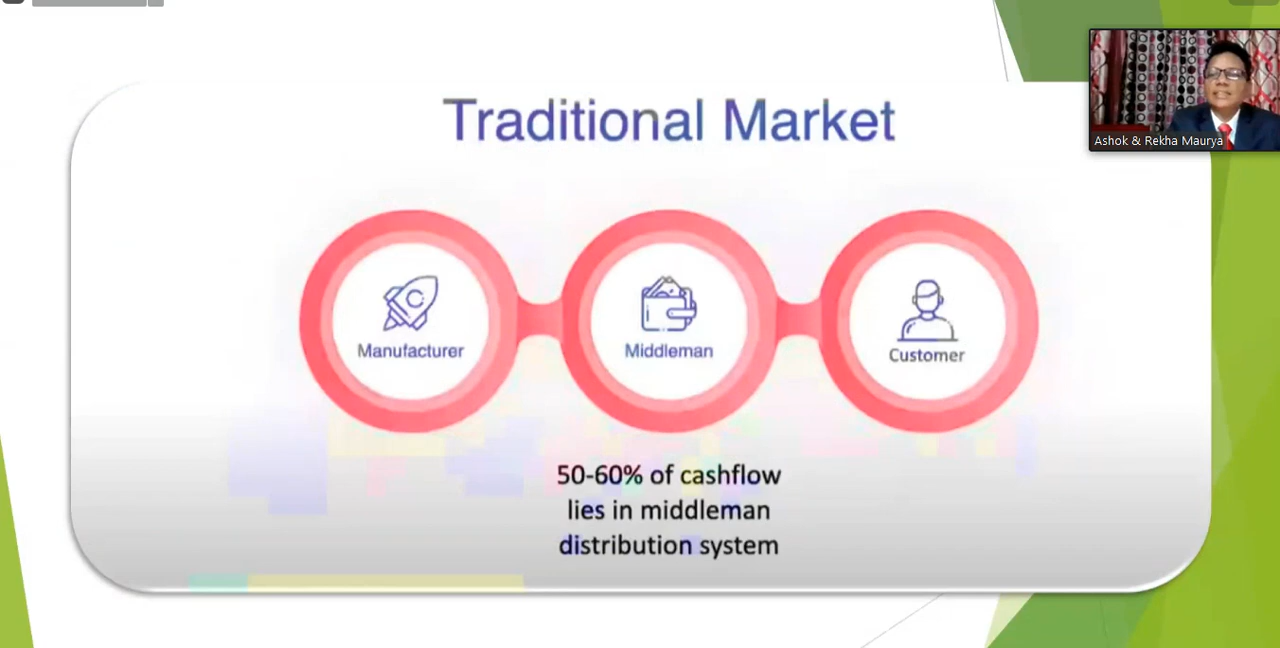 Traditional Market
Ashok & Rekha Maurya
Manufacturer
Middleman
Customer
50-60% of cashflow
lies in middleman
distribution system